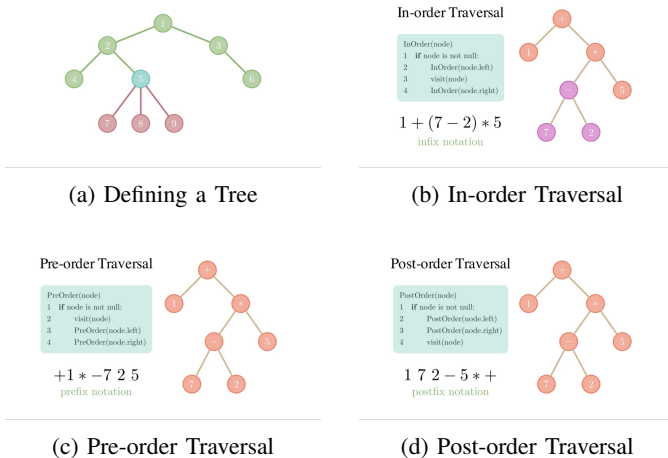 1
2
3
4
5
6
7
8
9
(a) Defining a Tree
In-order Traversal
InOrder(node)
1 if node is not null:
2 InOrder(node.left)
3 visit(node)
4 InOrder(node.right)
1 + (7 − 2) ∗ 5
infix notation
+
1
*
−
5
7
2
(b) In-order Traversal
Pre-order Traversal
PreOrder(node)
1 if node is not null:
2 visit(node)
3 PreOrder(node.left)
4 PreOrder(node.right)
+1 ∗ −7 2 5
prefix notation
+
1
*
−
5
7
2
(c) Pre-order Traversal
Post-order Traversal
PostOrder(node)
1 if node is not null:
2 PostOrder(node.left)
3 PostOrder(node.right)
4 visit(node)
1 7 2 − 5 ∗ +
postfix notation
+
1
*
−
5
7
2
(d) Post-order Traversal